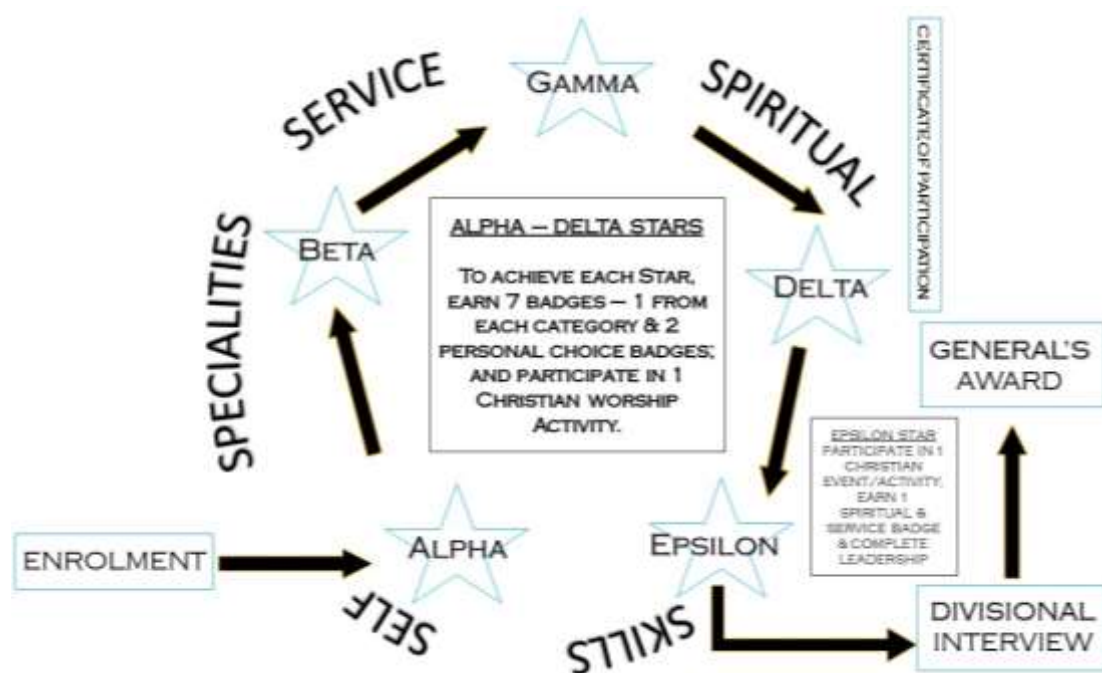 SERVICE
GAMMA
SPIRITUAL
CERTIFICATE OF PARTICIPATION
SPECIALITIES
BETA
ALPHA – DELTA STARS
TO ACHIEVE EACH STAR,
EARN 7 BADGES – 1 FROM
EACH CATEGORY & 2
PERSONAL CHOICE BADGES;
AND PARTICIPATE IN 1
CHRISTIAN WORSHIP
ACTIVITY.
DELTA
GENERAL'S
AWARD
EPSILON STAR
PARTICIPATE IN 1
CHRISTIAN
EVENT/ACTIVITY,
EARN 1
SPIRITUAL &
SERVICE BADGE
& COMPLETE
LEADERSHIP
ENROLMENT
ALPHA
EPSILON
SELF
SKILLS
DIVISIONAL
INTERVIEW